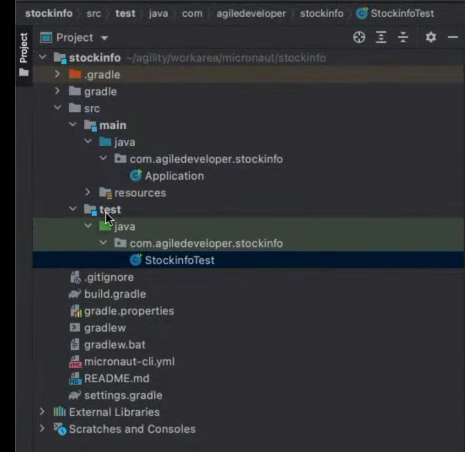 stockinfo src test java com agiledeveloper stockinfo StockinfoTest
Project
Project
stockinfo ~/agility/workarea/micronaut/stockinfo
.gradle
gradle
src
main
java
com.agiledeveloper.stockinfo
Application
resources
test
java
com.agiledeveloper.stockinfo
StockinfoTest
.gitignore
build.gradle
gradle.properties
gradlew
gradlew.bat
micronaut-cli.yml
README.md
settings.gradle
External Libraries
Scratches and Consoles